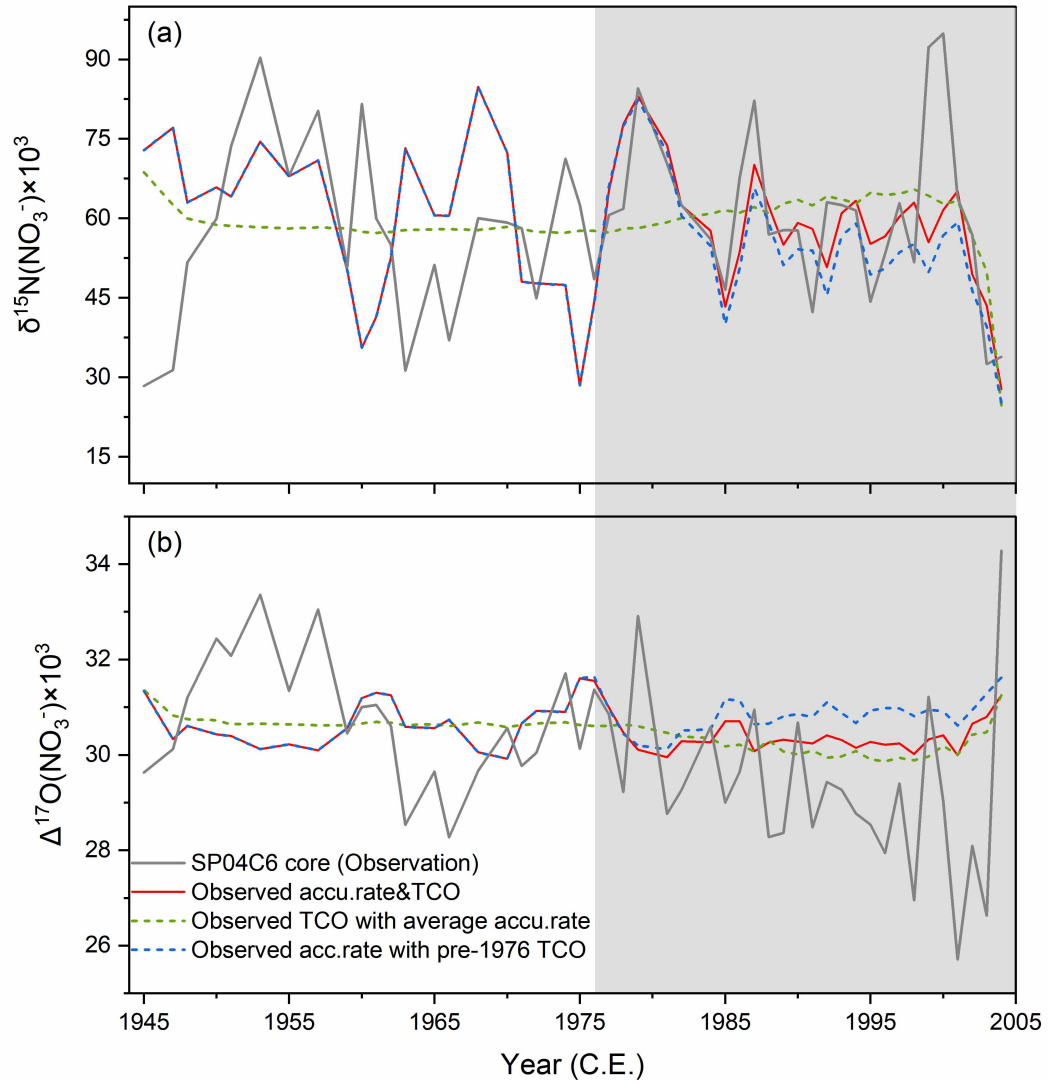 (a)
90
75
60
45
30
15
δ¹⁵N(NO₃⁻)×10³
(b)
34
32
30
28
26
Δ¹⁷O(NO₃⁻)×10³
SP04C6 core (Observation)
Observed accu.rate&TCO
Observed TCO with average accu.rate
Observed acc.rate with pre-1976 TCO
1945 1955 1965 1975 1985 1995 2005
Year (C.E.)